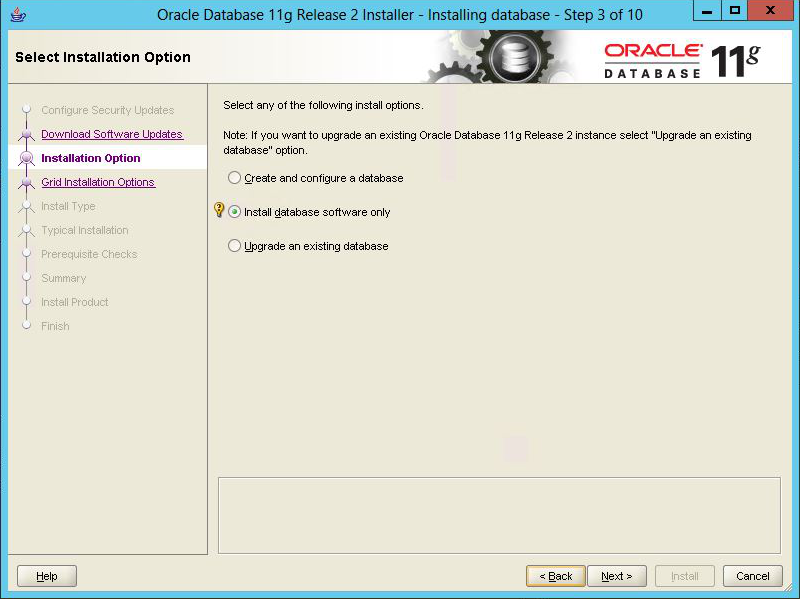 Oracle Database 11g Release 2 Installer - Installing database - Step 3 of 10
Select Installation Option
ORACLE
DATABASE
11g
Configure Security Updates
Download Software Updates
Installation Option
Grid Installation Options
Install Type
Typical Installation
Prerequisite Checks
Summary
Install Product
Finish
Select any of the following install options.
Note: If you want to upgrade an existing Oracle Database 11g Release 2 instance select "Upgrade an existing
database" option.
Create and configure a database
Install database software only
Upgrade an existing database
Help
< Back
Next >
Install
Cancel